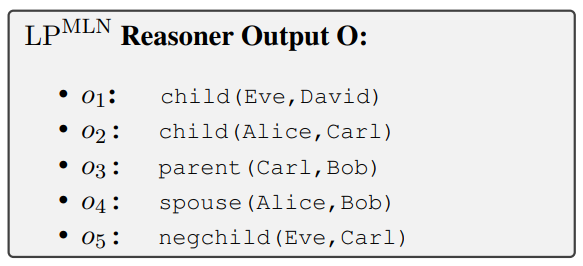 LP^MLN Reasoner Output O:
• o₁: child(Eve,David)
• o₂: child(Alice,Carl)
• o₃: parent(Carl,Bob)
• o₄: spouse(Alice,Bob)
• o₅: negchild(Eve,Carl)